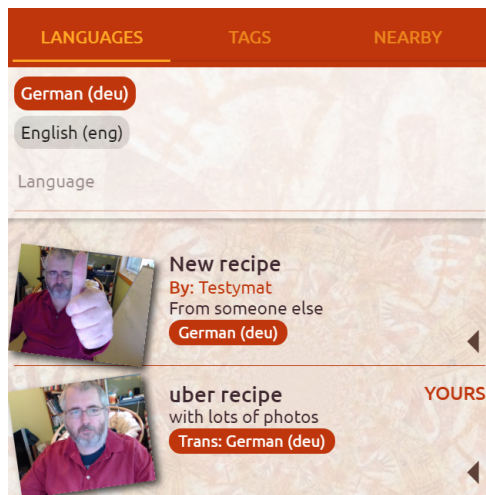 LANGUAGES TAGS NEARBY
German (deu)
English (eng)
Language
New recipe
By: Testymat
From someone else
German (deu)
uber recipe YOURS
with lots of photos
Trans: German (deu)